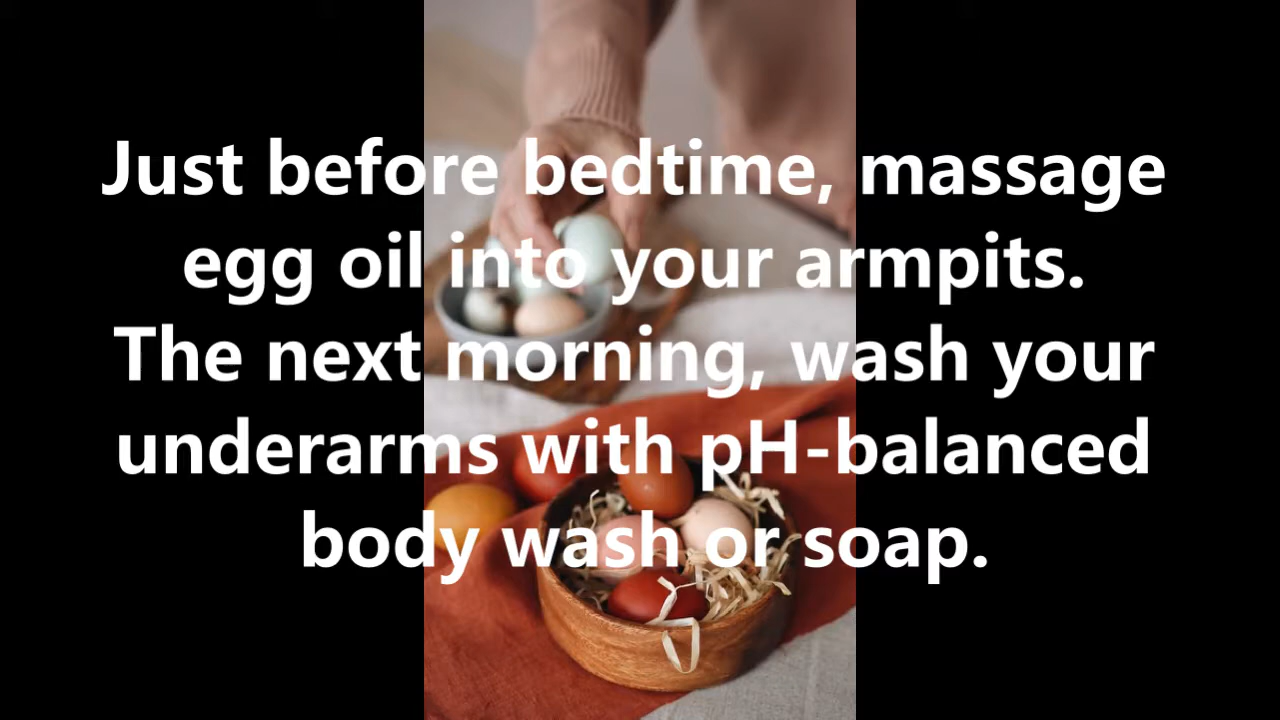 Just before bedtime, massage
egg oil into your armpits.
The next morning, wash your
underarms with pH-balanced
body wash or soap.